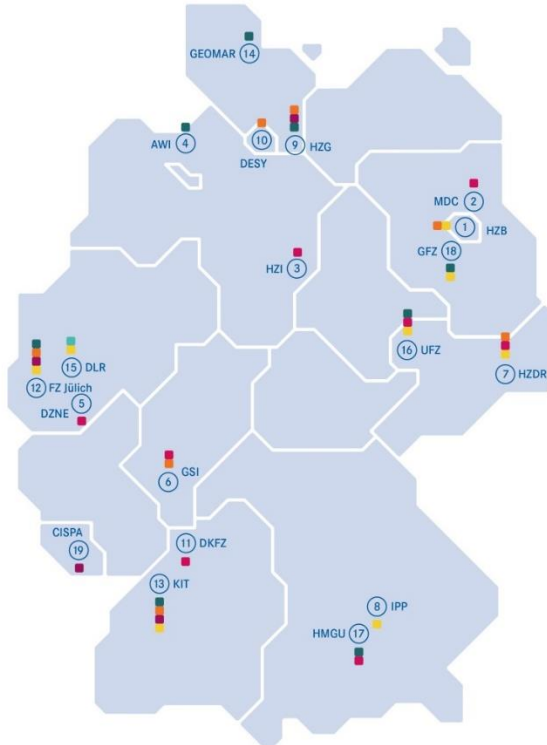 GEOMAR 14
AWI 4
10
DESY
9 HZG
MDC 2
1 HZB
GFZ 18
HZI 3
16 UFZ
7 HZDR
15 DLR
12 FZ Jülich
5
DZNE
6 GSI
CISPA
19
11 DKFZ
13 KIT
8 IPP
HMGU 17